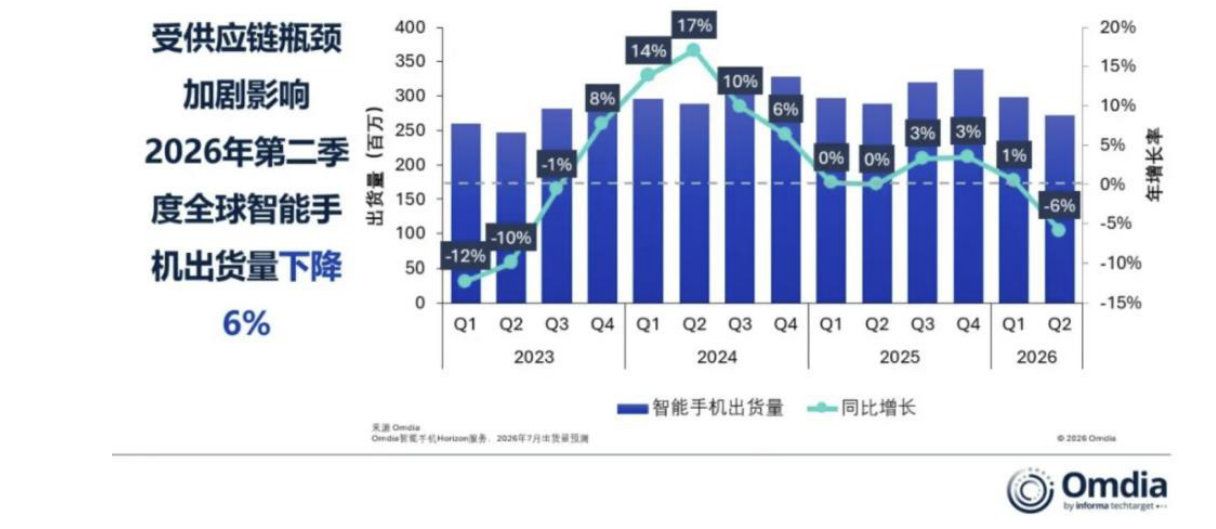 受供应链瓶颈
加剧影响
2026年第二季
度全球智能手
机出货量下降
6%
出货量（百万）
400
350
300
250
200
150
100
50
0
-12%
-10%
-1%
8%
14%
17%
10%
6%
0%
0%
3%
3%
1%
-6%
20%
15%
10%
5%
0%
-5%
-10%
-15%
年增长率
Q1 Q2 Q3 Q4 Q1 Q2 Q3 Q4 Q1 Q2 Q3 Q4 Q1 Q2
2023 2024 2025 2026
智能手机出货量 同比增长
来源 Omdia
Omdia智能手机Horizon服务，2026年7月出货量预测
© 2026 Omdia
Omdia
by informa techtarget